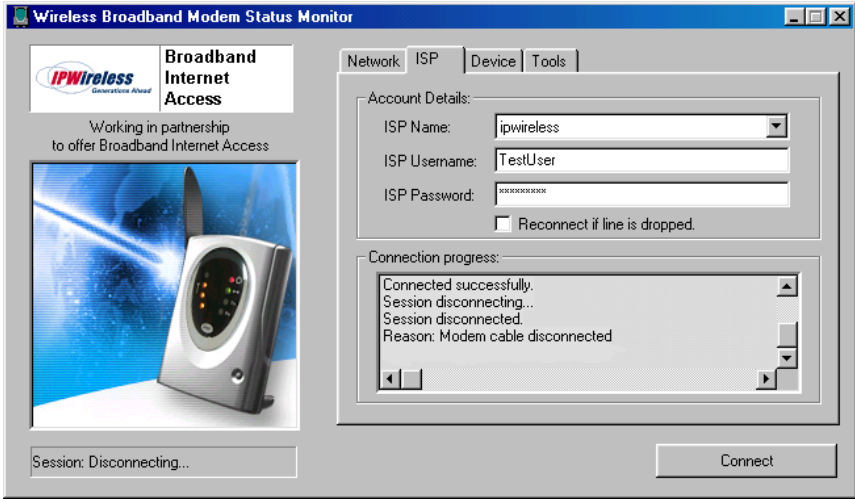 Wireless Broadband Modem Status Monitor
IPWireless
Generations Ahead
Broadband
Internet
Access
Working in partnership
to offer Broadband Internet Access
Session: Disconnecting...
Network ISP Device Tools
Account Details:
ISP Name: ipwireless
ISP Username: TestUser
ISP Password: *********
Reconnect if line is dropped.
Connection progress:
Connected successfully.
Session disconnecting...
Session disconnected.
Reason: Modem cable disconnected
Connect